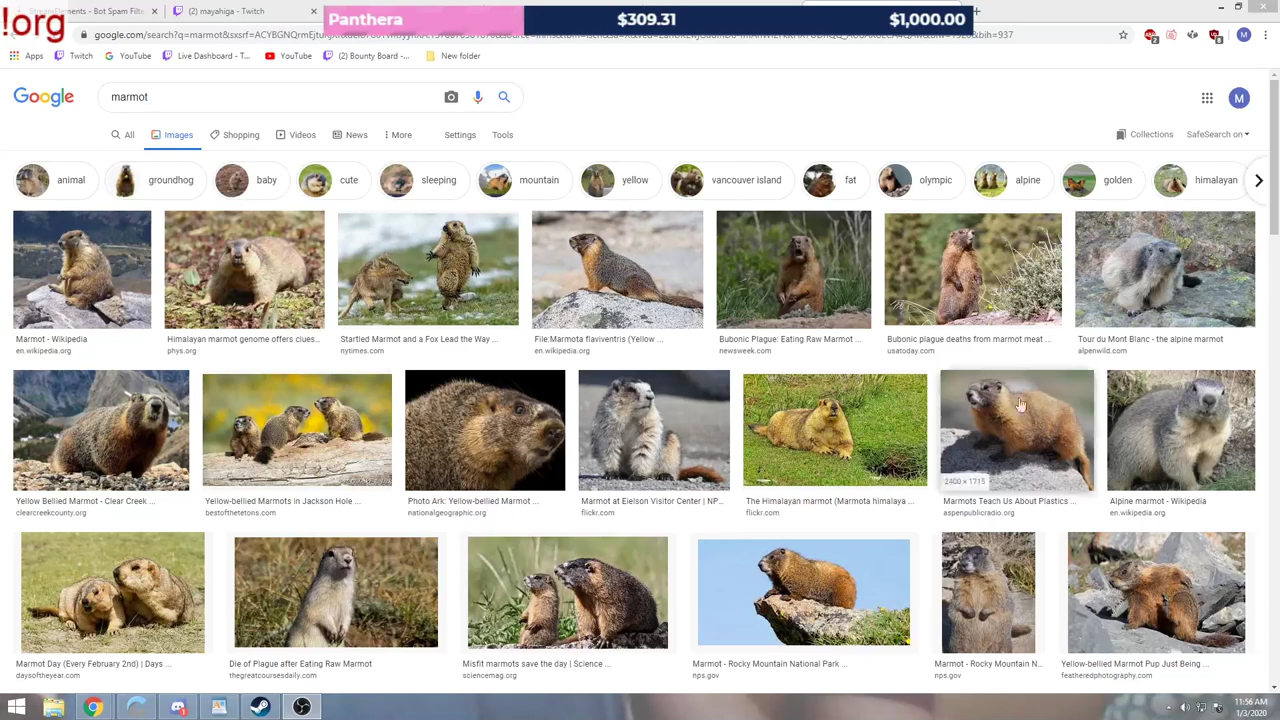 StreamElements - Bot Spam Filte
(2) mayahiga - Twitch
!org
Panthera
$309.31
$1,000.00
Apps
Twitch
YouTube
Live Dashboard - T...
YouTube
(2) Bounty Board -...
New folder
M
Google
marmot
M
All
Images
Shopping
Videos
News
More
Settings
Tools
Collections
SafeSearch on
animal
groundhog
baby
cute
sleeping
mountain
yellow
vancouver island
fat
olympic
alpine
golden
himalayan
Marmot - Wikipedia
en.wikipedia.org
Himalayan marmot genome offers clues...
phys.org
Startled Marmot and a Fox Lead the Way ...
nytimes.com
File:Marmota flaviventris (Yellow ...
en.wikipedia.org
Bubonic Plague: Eating Raw Marmot ...
newsweek.com
Bubonic plague deaths from marmot meat ...
usatoday.com
Tour du Mont Blanc - the alpine marmot
alpenwild.com
2400 × 1715
Yellow Bellied Marmot - Clear Creek ...
clearcreekcounty.org
Yellow-bellied Marmots in Jackson Hole ...
bestofthetetons.com
Photo Ark: Yellow-bellied Marmot ...
nationalgeographic.org
Marmot at Eielson Visitor Center | NP...
flickr.com
The Himalayan marmot (Marmota himalaya ...
flickr.com
Marmots Teach Us About Plastics ...
aspenpublicradio.org
Alpine marmot - Wikipedia
en.wikipedia.org
Marmot Day (Every February 2nd) | Days ...
daysoftheyear.com
Die of Plague after Eating Raw Marmot
thegreatcoursesdaily.com
Misfit marmots save the day | Science ...
sciencemag.org
Marmot - Rocky Mountain National Park ...
nps.gov
Marmot - Rocky Mountain N...
nps.gov
Yellow-bellied Marmot Pup Just Being ...
featheredphotography.com
11:56 AM
1/3/2020